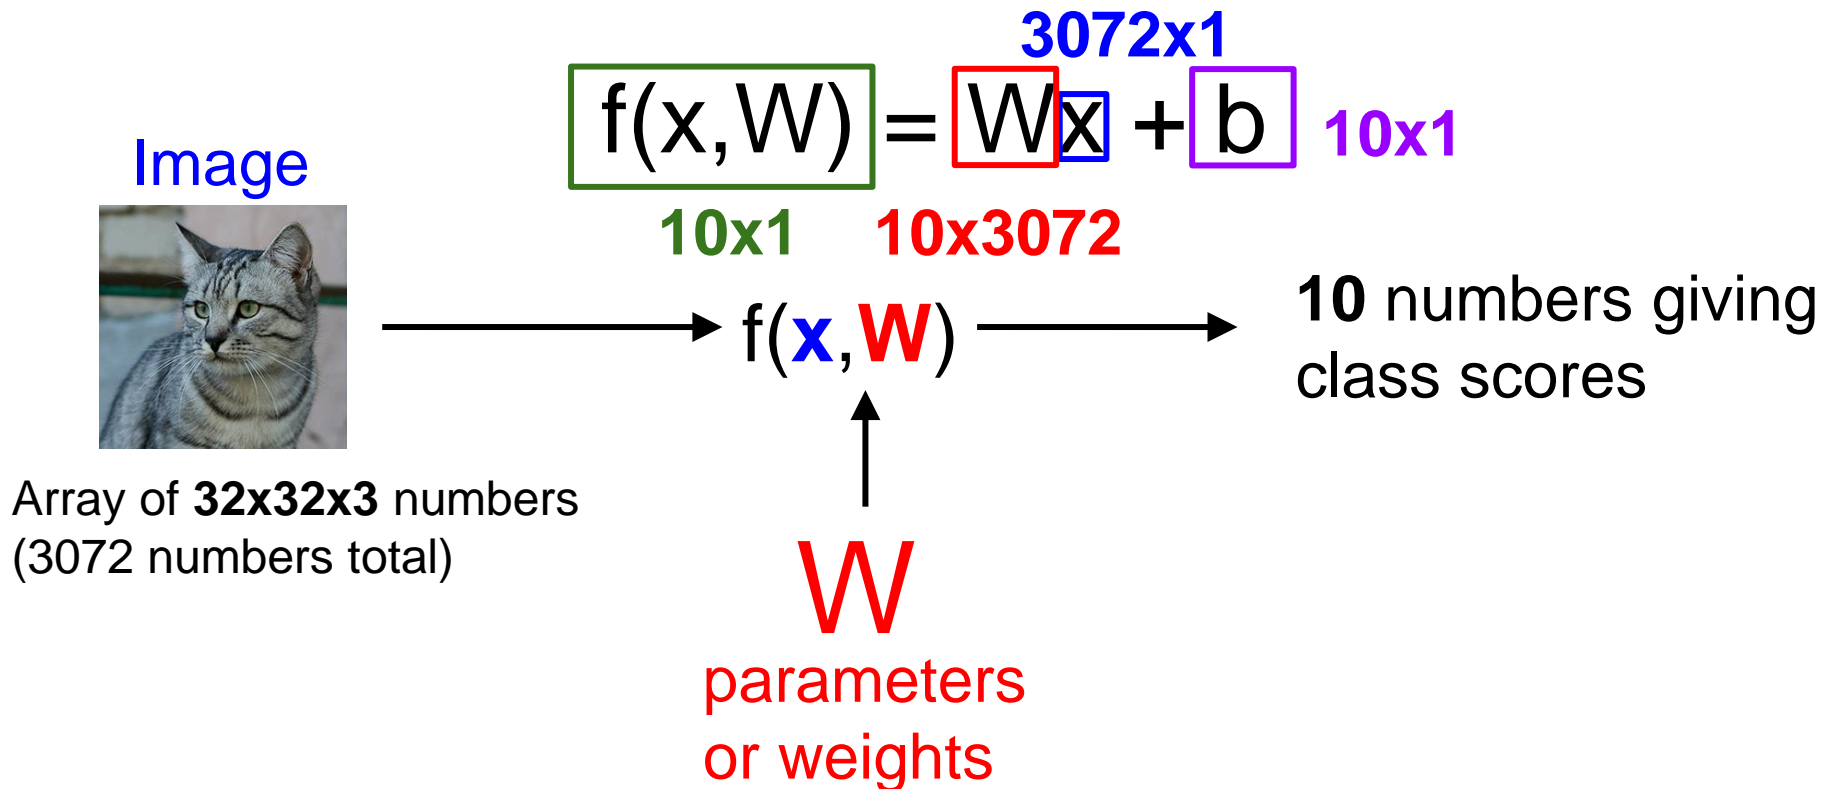 3072x1
f(x,W) = Wx + b 10x1
10x1 10x3072
Image
f(x,W)
10 numbers giving
class scores
Array of 32x32x3 numbers
(3072 numbers total)
W
parameters
or weights